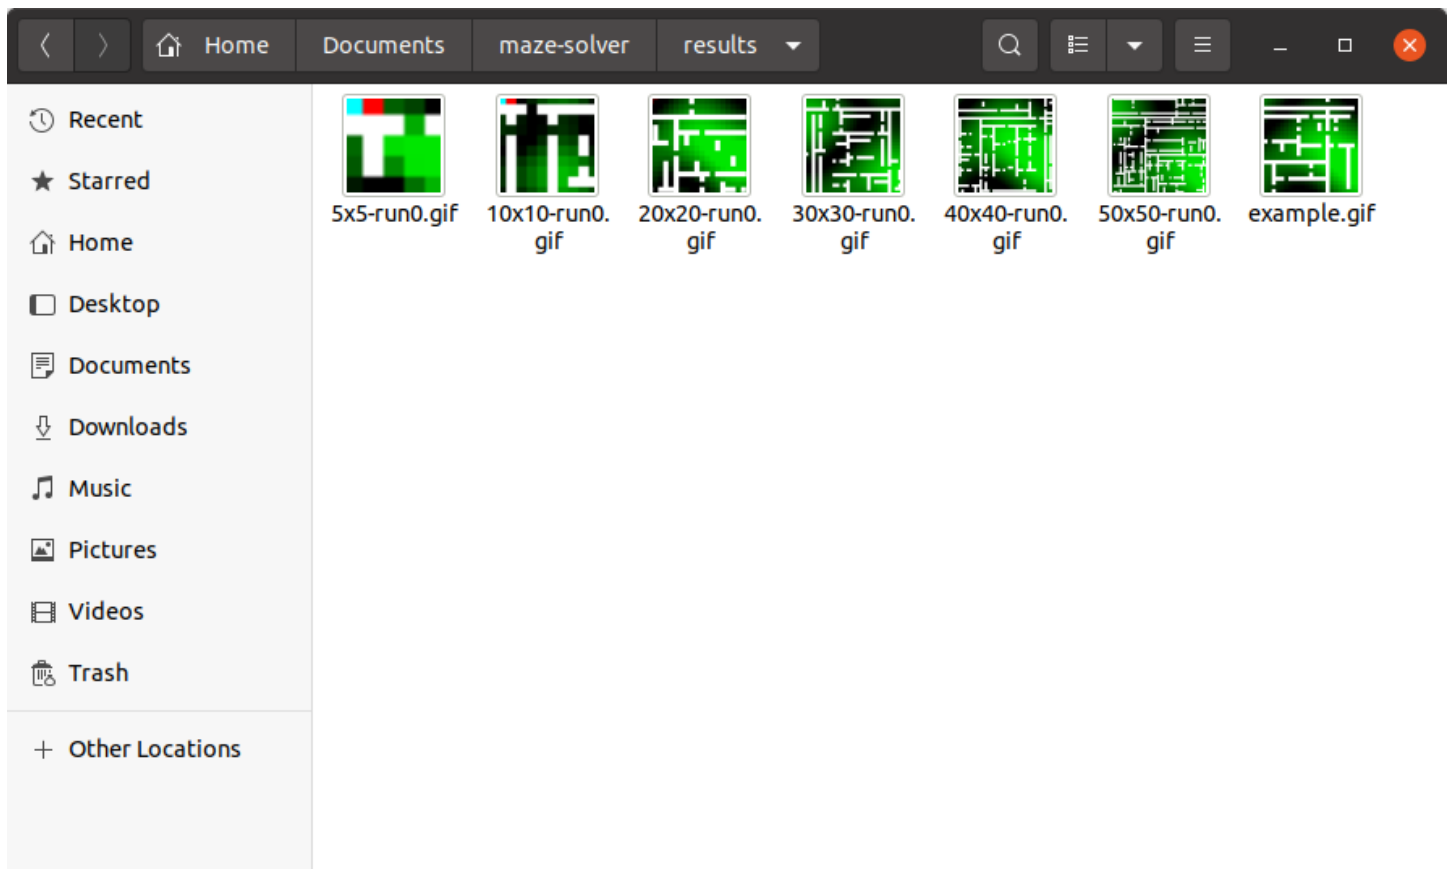 Home Documents maze-solver results
Recent
Starred
Home
Desktop
Documents
Downloads
Music
Pictures
Videos
Trash
Other Locations
5x5-run0.gif 10x10-run0. 20x20-run0. 30x30-run0. 40x40-run0. 50x50-run0. example.gif
gif gif gif gif gif